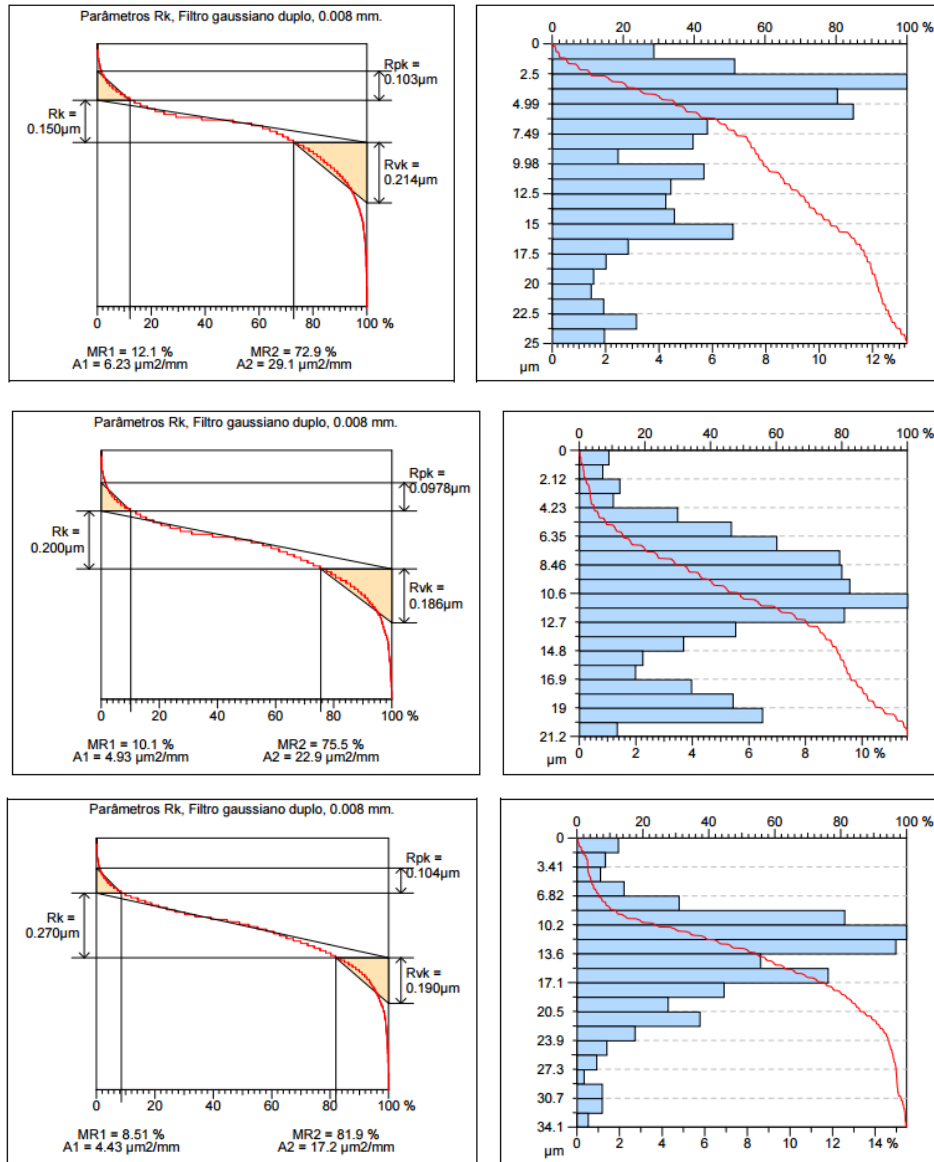 Parâmetros Rk, Filtro gaussiano duplo, 0.008 mm.
Rpk =
0.103µm
Rk =
0.150µm
Rvk =
0.214µm
0 20 40 60 80 100 %
MR1 = 12.1 % MR2 = 72.9 %
A1 = 6.23 µm2/mm A2 = 29.1 µm2/mm
0 20 40 60 80 100 %
0
2.5
4.99
7.49
9.98
12.5
15
17.5
20
22.5
25
µm
0 2 4 6 8 10 12 %
Parâmetros Rk, Filtro gaussiano duplo, 0.008 mm.
Rpk =
0.0978µm
Rk =
0.200µm
Rvk =
0.186µm
0 20 40 60 80 100 %
MR1 = 10.1 % MR2 = 75.5 %
A1 = 4.93 µm2/mm A2 = 22.9 µm2/mm
0 20 40 60 80 100 %
0
2.12
4.23
6.35
8.46
10.6
12.7
14.8
16.9
19
21.2
µm
0 2 4 6 8 10 %
Parâmetros Rk, Filtro gaussiano duplo, 0.008 mm.
Rpk =
0.104µm
Rk =
0.270µm
Rvk =
0.190µm
0 20 40 60 80 100 %
MR1 = 8.51 % MR2 = 81.9 %
A1 = 4.43 µm2/mm A2 = 17.2 µm2/mm
0 20 40 60 80 100 %
0
3.41
6.82
10.2
13.6
17.1
20.5
23.9
27.3
30.7
34.1
µm
0 2 4 6 8 10 12 14 %